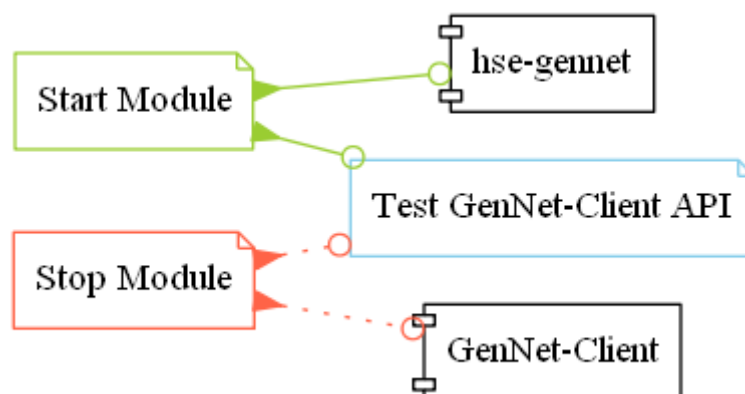 hse-gennet
Start Module
Test GenNet-Client API
Stop Module
GenNet-Client